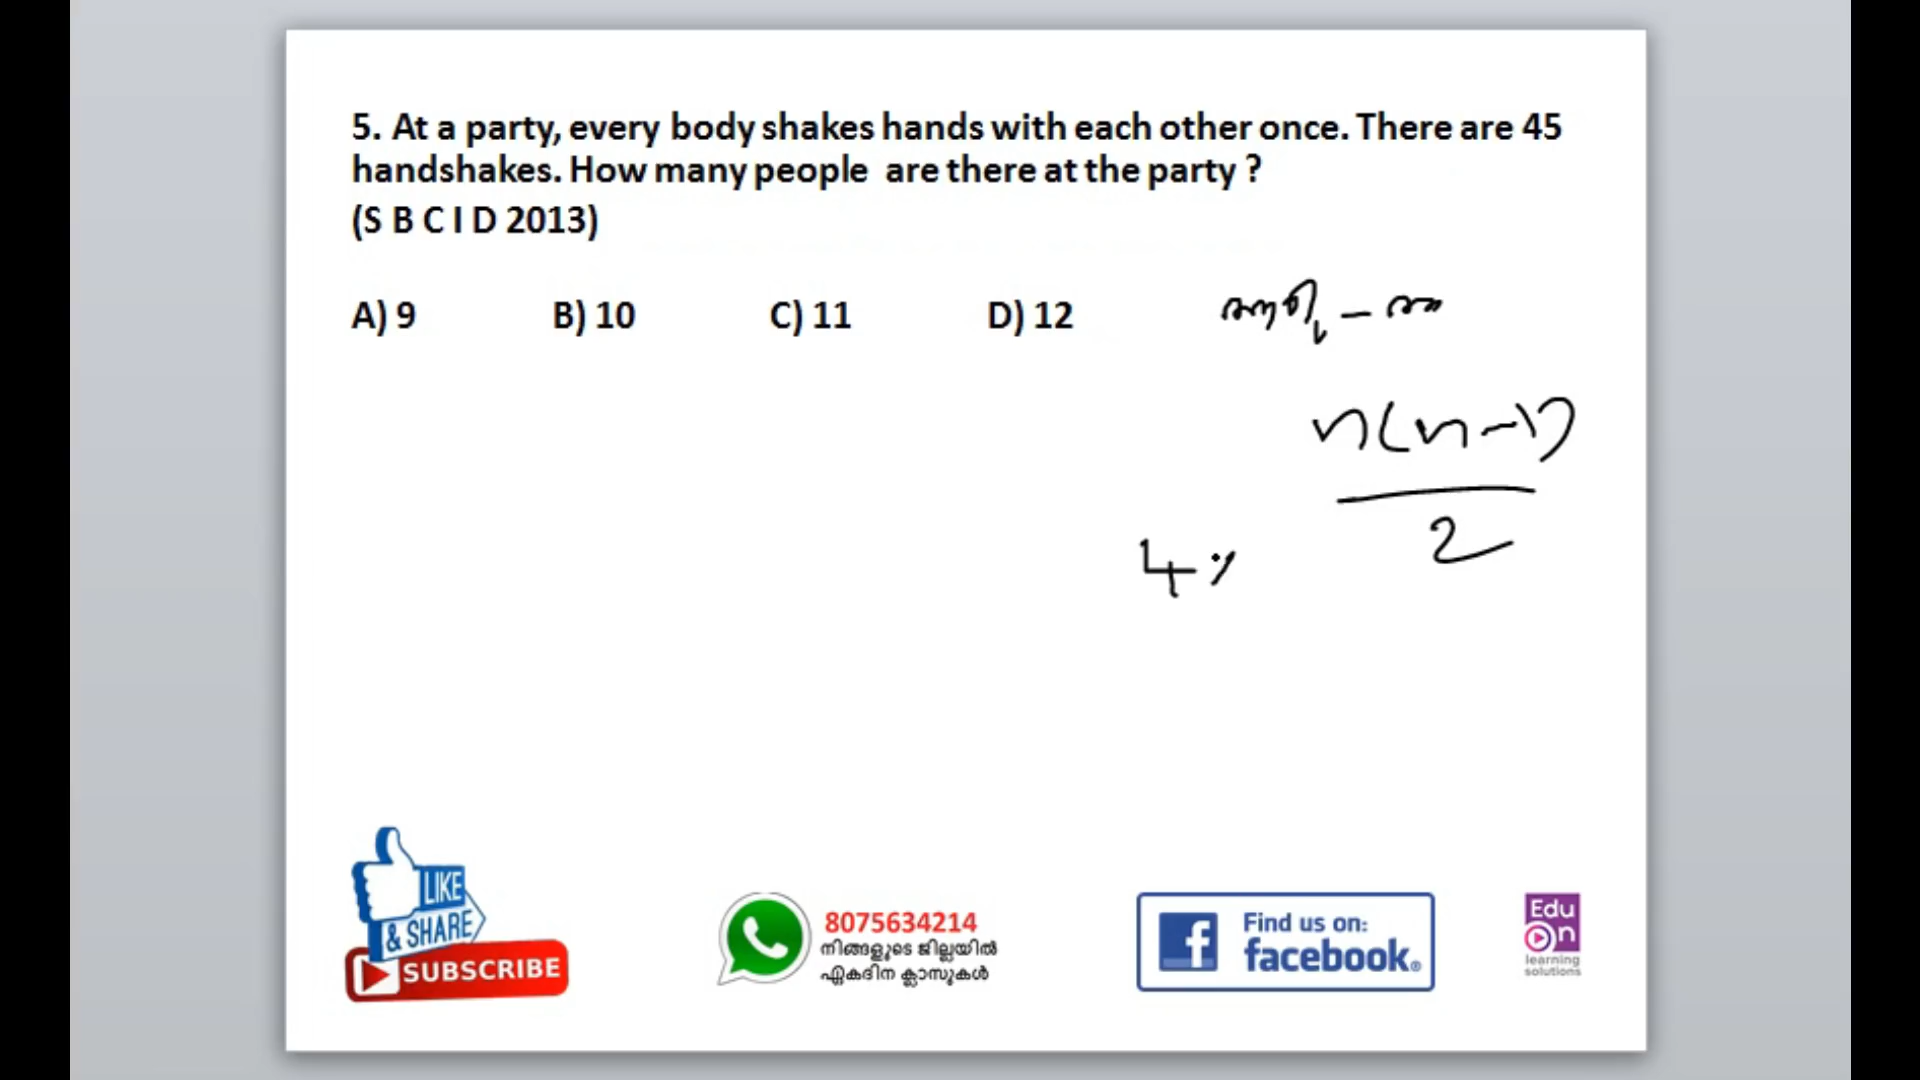 5. At a party, every body shakes hands with each other once. There are 45
handshakes. How many people are there at the party ?
(S B C I D 2013)
A) 9 B) 10 C) 11 D) 12
n(n-1)
2
4
LIKE
& SHARE
SUBSCRIBE
8075634214
നിങ്ങളുടെ ജില്ലയിൽ
ഏകദിന ക്ലാസുകൾ
Find us on:
facebook®
Edu
On
learning
solutions